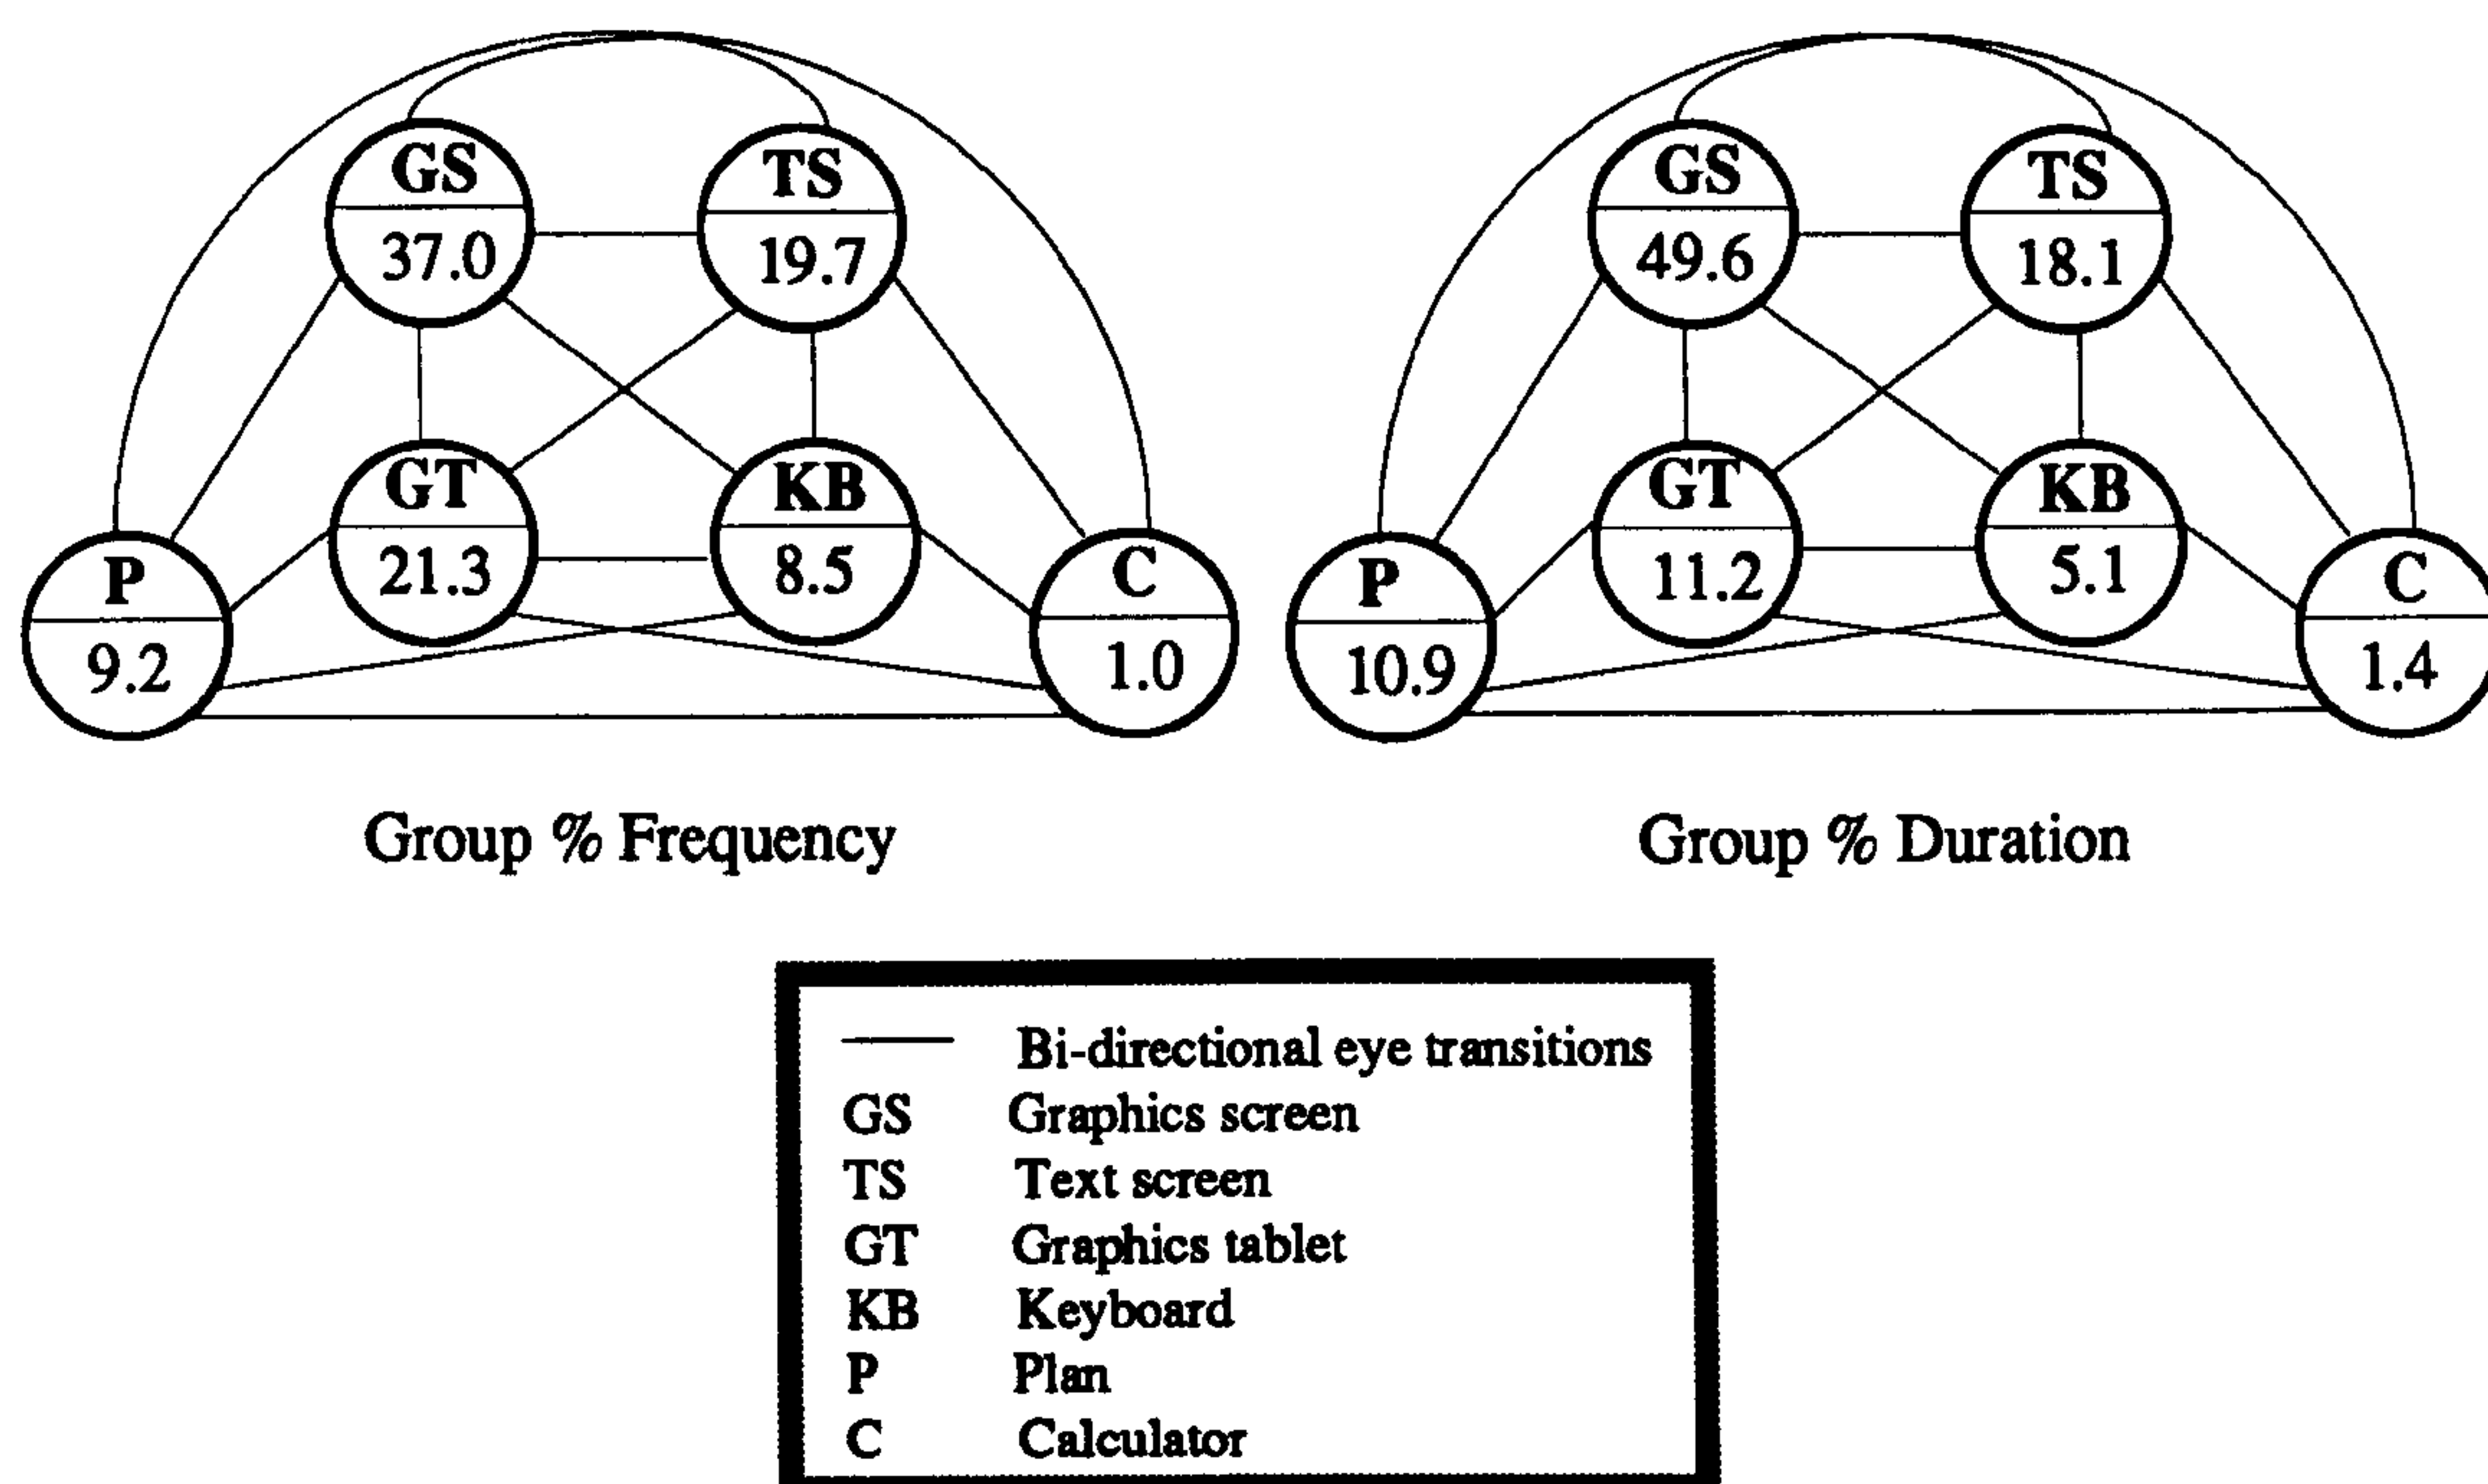 GS
37.0
TS
19.7
GT
21.3
KB
8.5
P
9.2
C
1.0
Group % Frequency
GS
49.6
TS
18.1
GT
11.2
KB
5.1
P
10.9
C
1.4
Group % Duration
Bi-directional eye transitions
GS Graphics screen
TS Text screen
GT Graphics tablet
KB Keyboard
P Plan
C Calculator